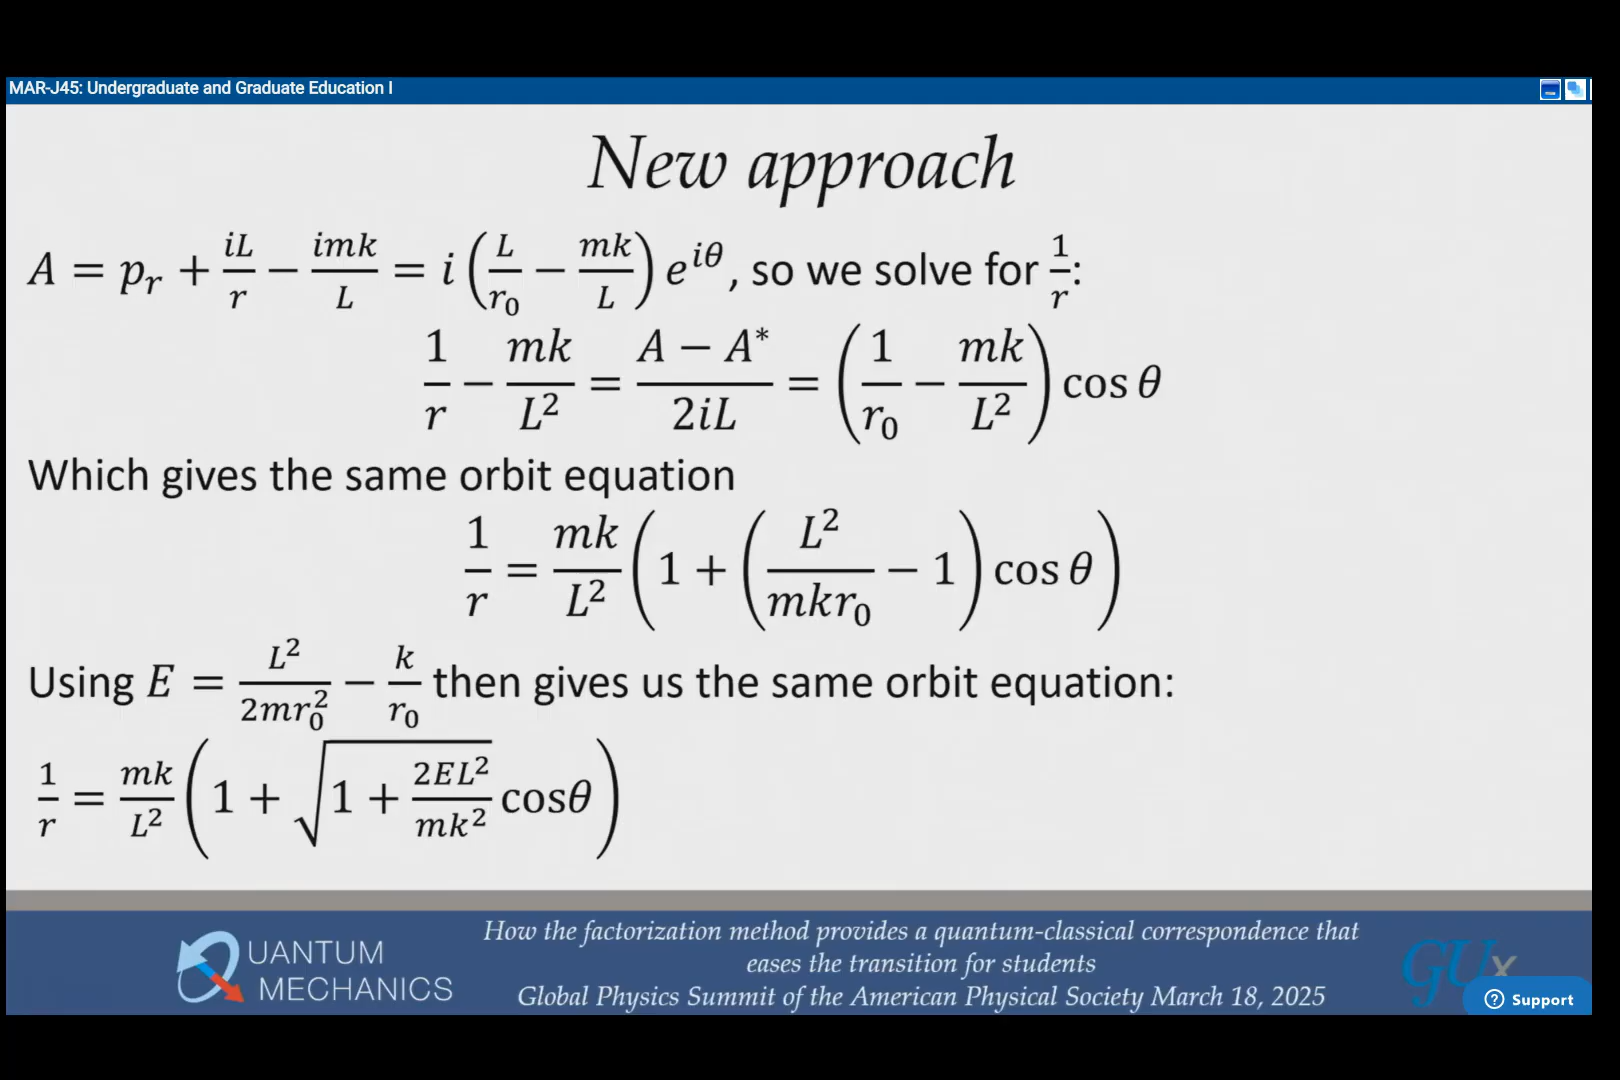 MAR-J45: Undergraduate and Graduate Education I
New approach
A = p_r + iL/r − imk/L = i (L/r₀ − mk/L) e^{iθ}, so we solve for 1/r:
1/r − mk/L² = (A − A*)/(2iL) = (1/r₀ − mk/L²) cos θ
Which gives the same orbit equation
1/r = mk/L² (1 + (L²/(mkr₀) − 1) cos θ)
Using E = L²/(2mr₀²) − k/r₀ then gives us the same orbit equation:
1/r = mk/L² (1 + √(1 + 2EL²/(mk²)) cosθ)
QUANTUM
MECHANICS
How the factorization method provides a quantum-classical correspondence that
eases the transition for students
Global Physics Summit of the American Physical Society March 18, 2025
GUx
Support